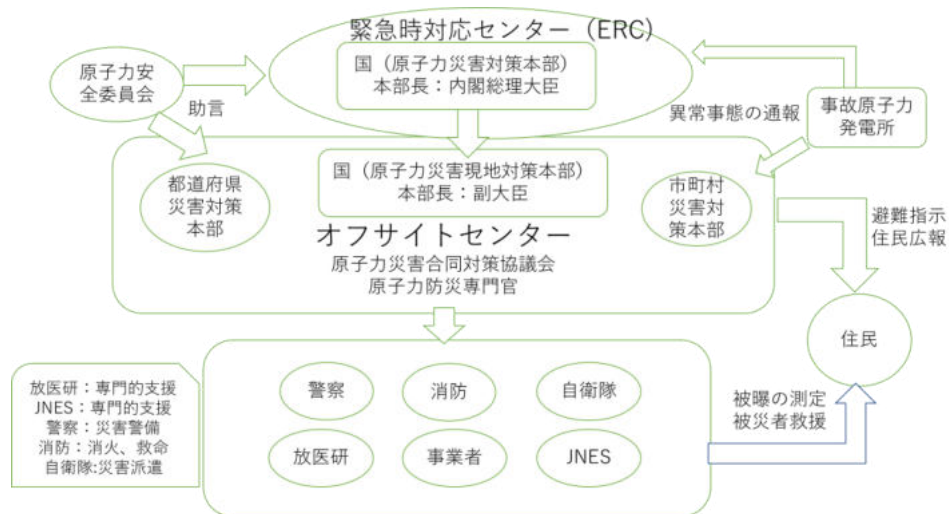 緊急時対応センター（ERC）
国（原子力災害対策本部）
本部長：内閣総理大臣
原子力安
全委員会
助言
異常事態の通報
事故原子力
発電所
国（原子力災害現地対策本部）
本部長：副大臣
都道府県
災害対策
本部
市町村
災害対
策本部
オフサイトセンター
原子力災害合同対策協議会
原子力防災専門官
避難指示
住民広報
住民
放医研：専門的支援
JNES：専門的支援
警察：災害警備
消防：消火、救命
自衛隊:災害派遣
警察
消防
自衛隊
放医研
事業者
JNES
被曝の測定
被災者救援